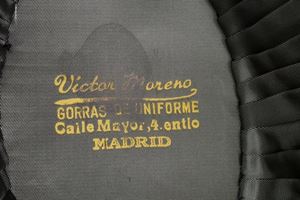 Victor Moreno
GORRAS DE UNIFORME
Calle Mayor, 4. entlo
MADRID